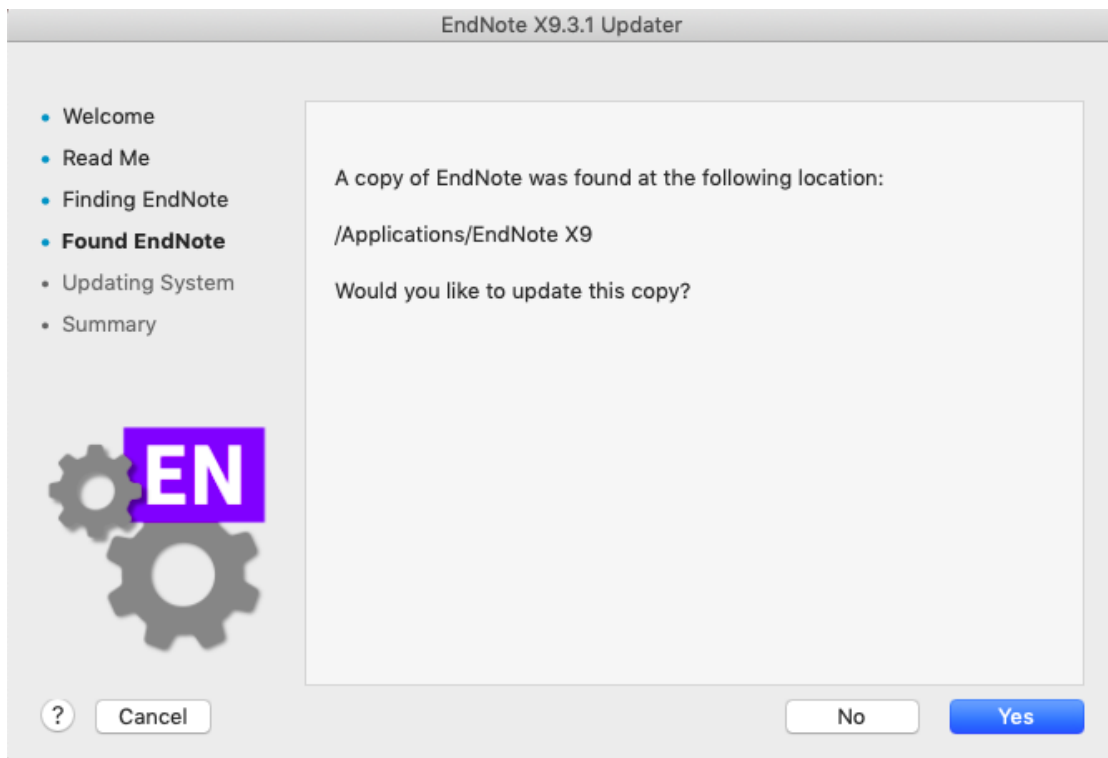 EndNote X9.3.1 Updater
Welcome
Read Me
Finding EndNote
Found EndNote
Updating System
Summary
A copy of EndNote was found at the following location:
/Applications/EndNote X9
Would you like to update this copy?
EN
?
Cancel
No
Yes